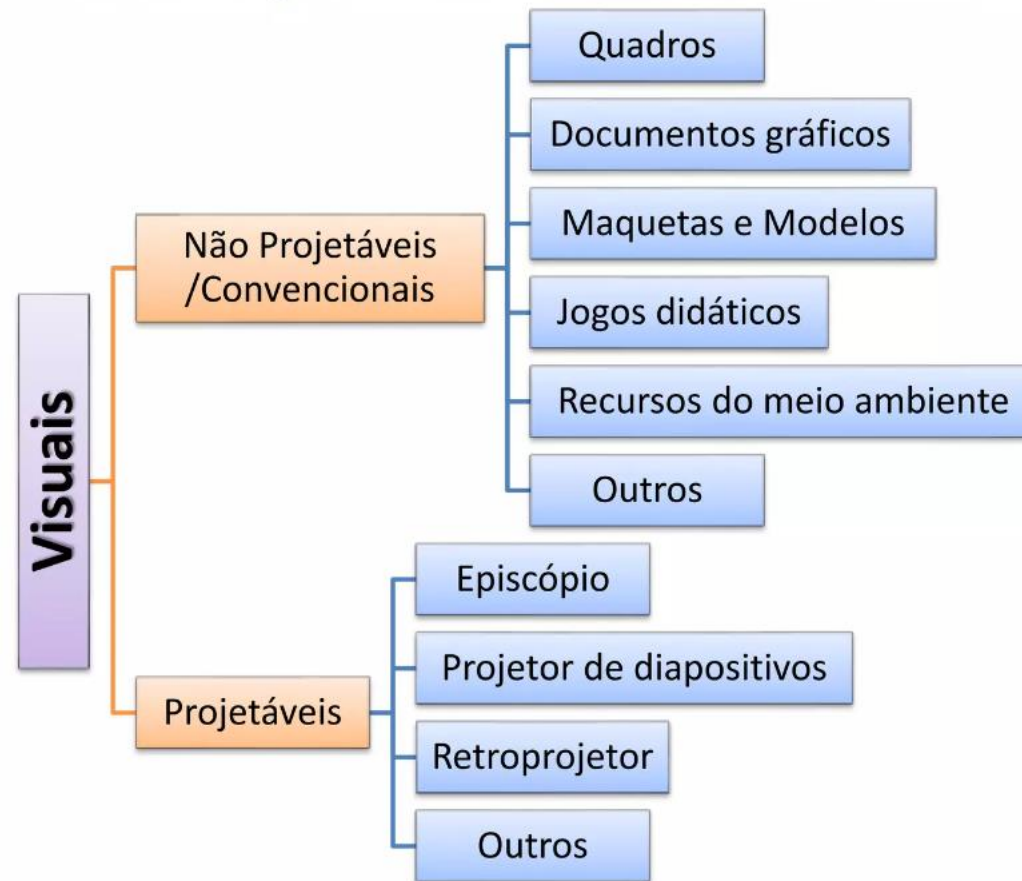 Visuais
Não Projetáveis
/Convencionais
Quadros
Documentos gráficos
Maquetas e Modelos
Jogos didáticos
Recursos do meio ambiente
Outros
Projetáveis
Episcópio
Projetor de diapositivos
Retroprojetor
Outros